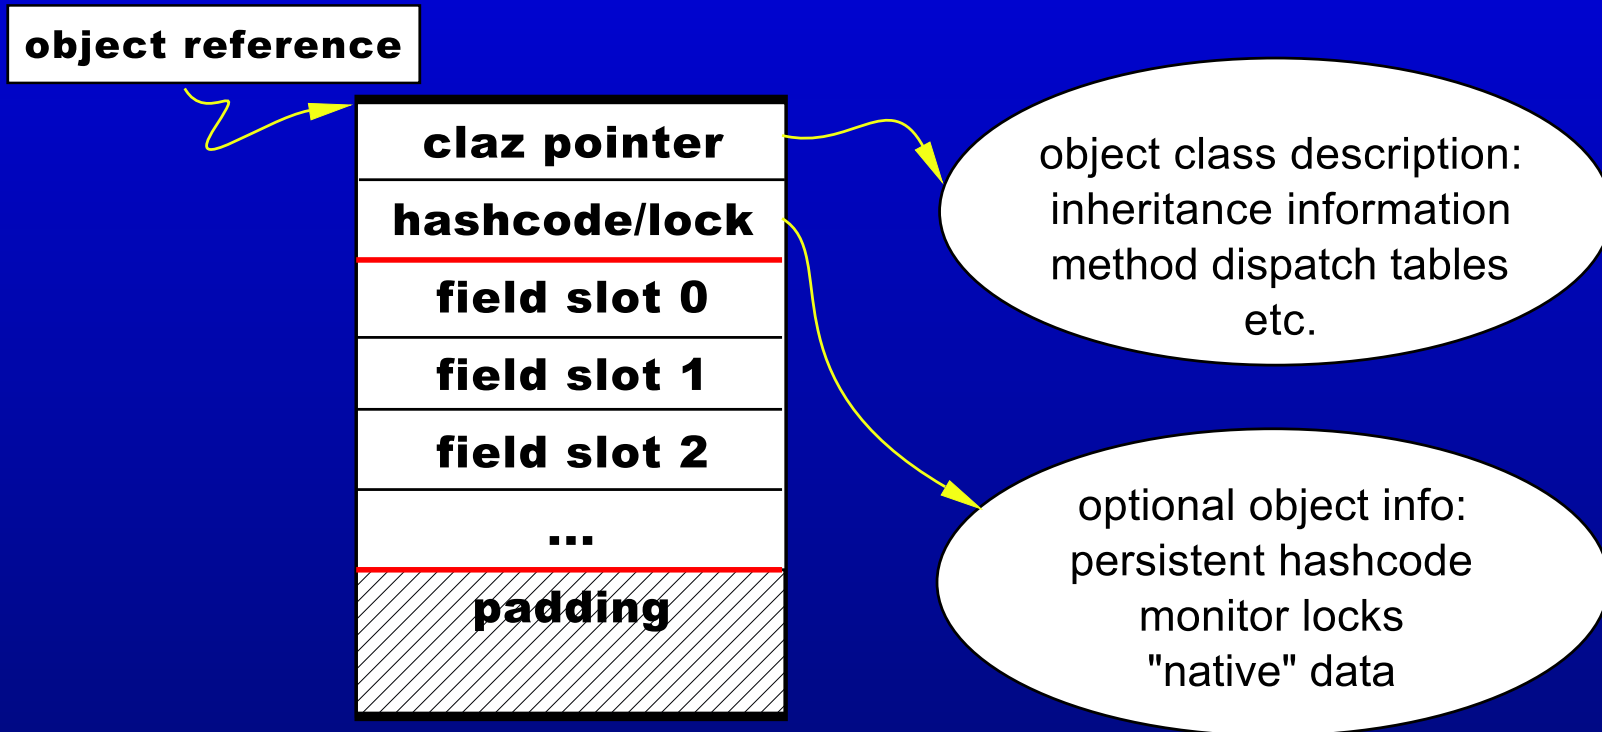 object reference
claz pointer
hashcode/lock
field slot 0
field slot 1
field slot 2
...
padding
object class description:
inheritance information
method dispatch tables
etc.
optional object info:
persistent hashcode
monitor locks
"native" data